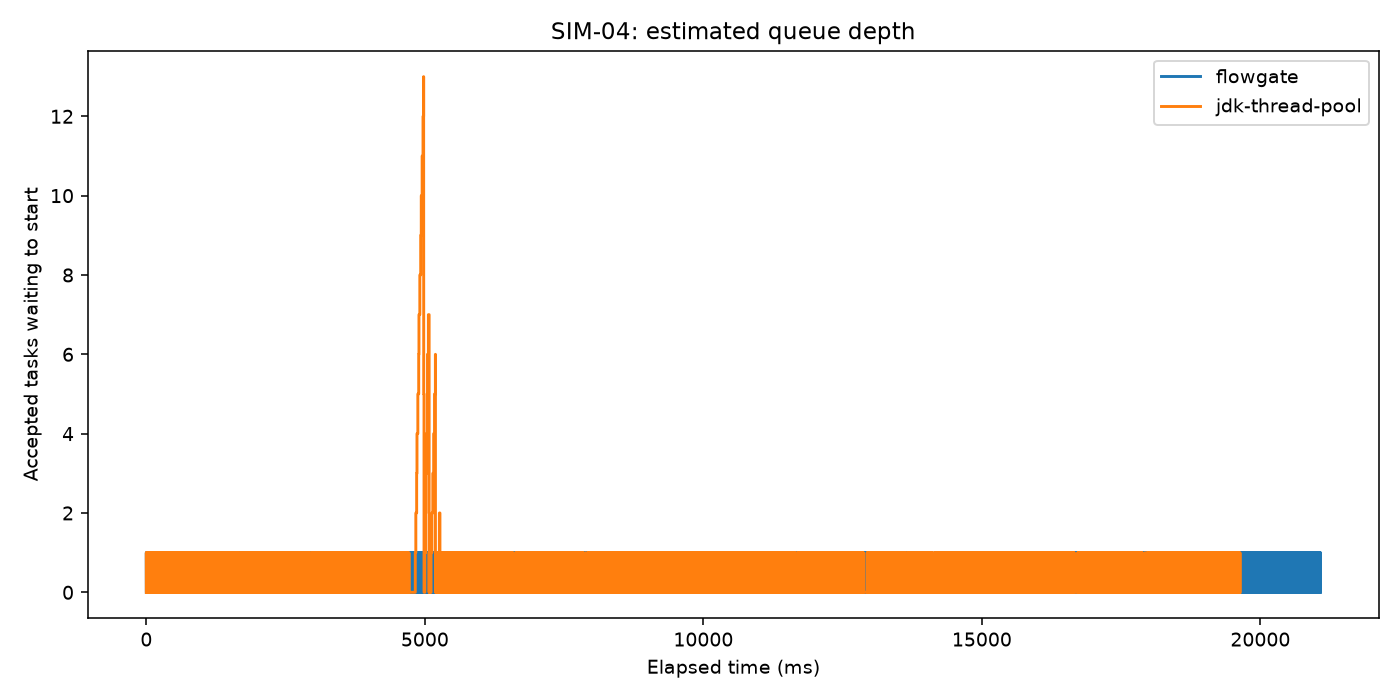 SIM-04: estimated queue depth
flowgate
jdk-thread-pool
Accepted tasks waiting to start
12
10
8
6
4
2
0
0
5000
10000
15000
20000
Elapsed time (ms)